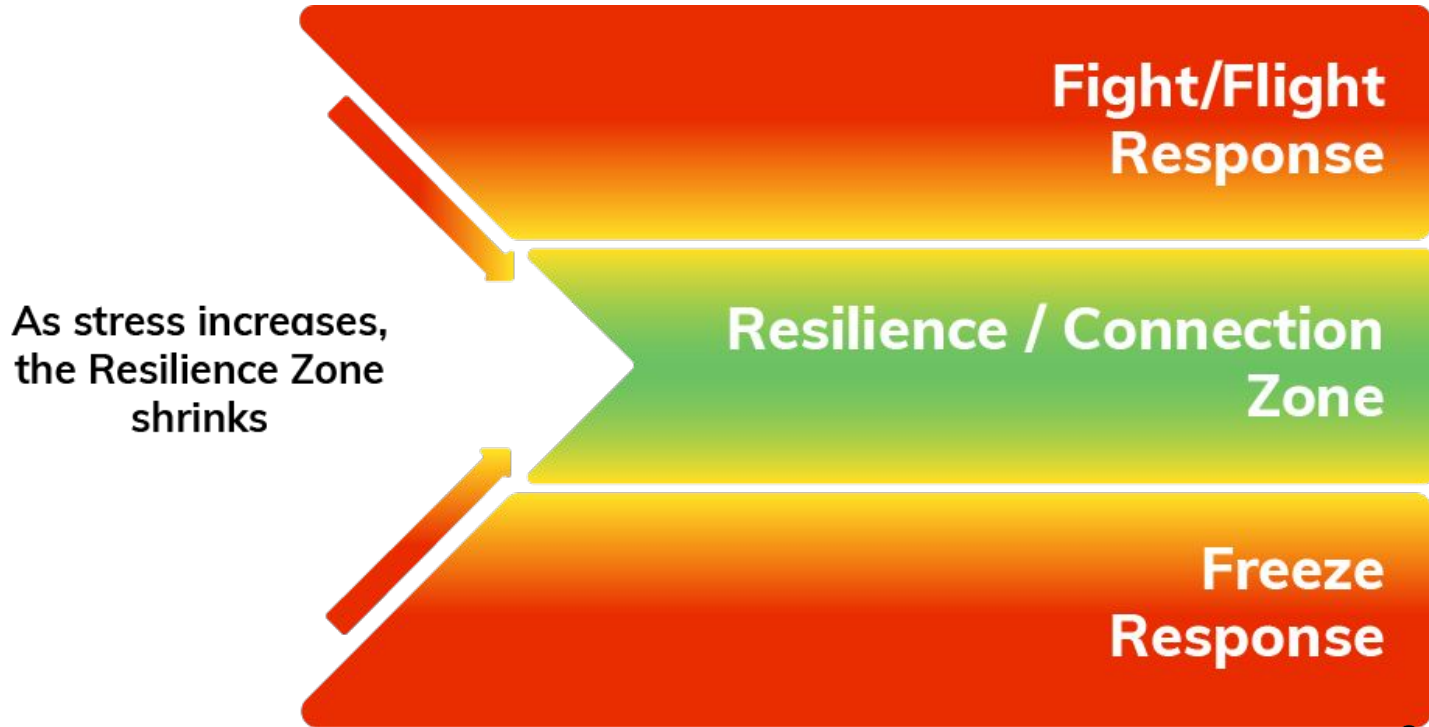 Fight/Flight
Response
As stress increases,
the Resilience Zone
shrinks
Resilience / Connection
Zone
Freeze
Response